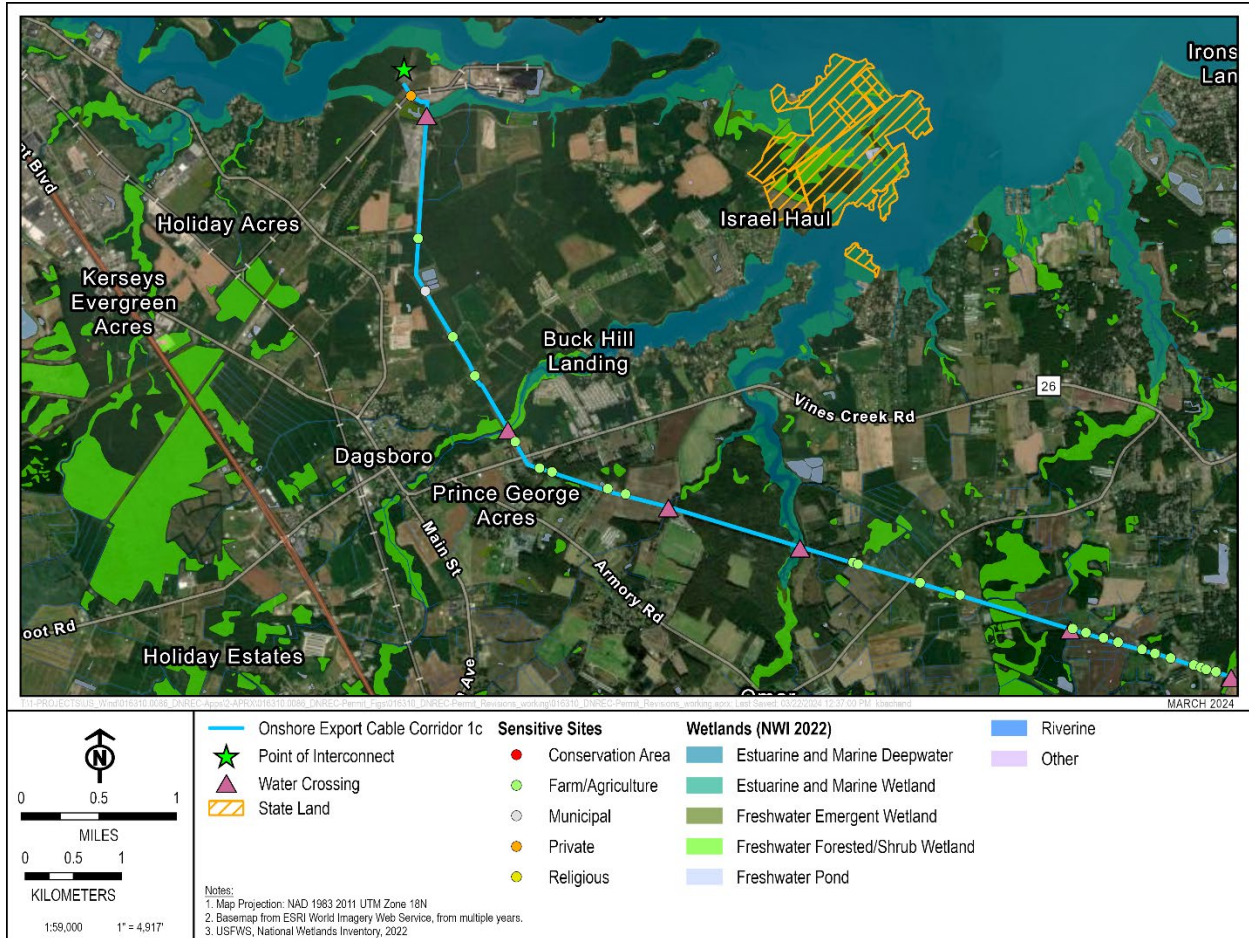 Irons
Lan
nt Blvd
Holiday Acres
Israel Haul
Kerseys
Evergreen
Acres
Buck Hill
Landing
26
Vines Creek Rd
Dagsboro
Prince George
Acres
Main St
Armory Rd
oot Rd
Holiday Estates
s Ave
Omar
MARCH 2024
N
0 0.5 1
MILES
0 0.5 1
KILOMETERS
1:59,000 1" = 4,917'
Onshore Export Cable Corridor 1c
Point of Interconnect
Water Crossing
State Land
Sensitive Sites
Conservation Area
Farm/Agriculture
Municipal
Private
Religious
Wetlands (NWI 2022)
Estuarine and Marine Deepwater
Estuarine and Marine Wetland
Freshwater Emergent Wetland
Freshwater Forested/Shrub Wetland
Freshwater Pond
Riverine
Other
Notes:
1. Map Projection: NAD 1983 2011 UTM Zone 18N
2. Basemap from ESRI World Imagery Web Service, from multiple years.
3. USFWS, National Wetlands Inventory, 2022